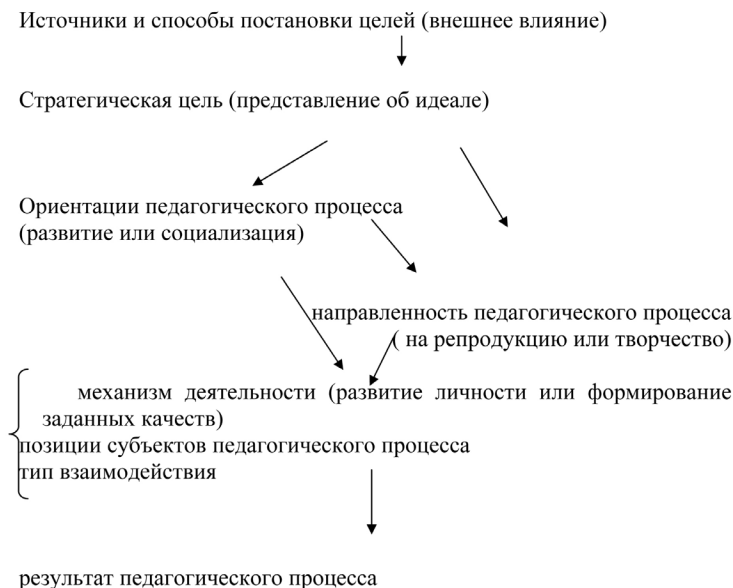 Источники и способы постановки целей (внешнее влияние)
Стратегическая цель (представление об идеале)
Ориентации педагогического процесса
(развитие или социализация)
направленность педагогического процесса
( на репродукцию или творчество)
механизм деятельности (развитие личности или формирование
заданных качеств)
позиции субъектов педагогического процесса
тип взаимодействия
результат педагогического процесса